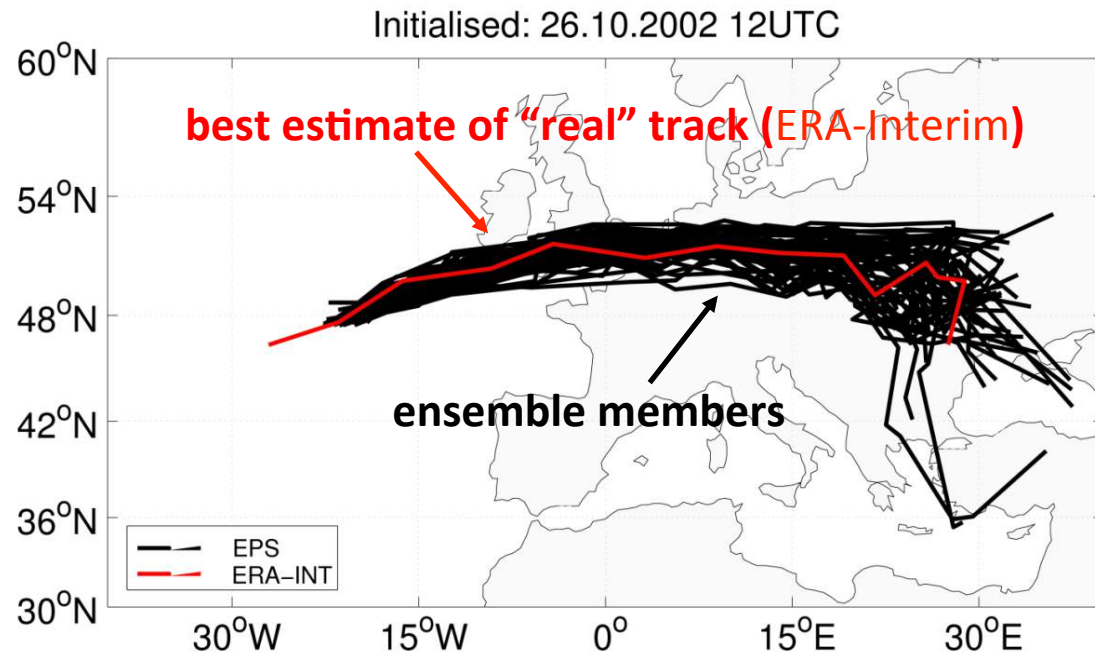 Initialised: 26.10.2002 12UTC
60°N
best estimate of “real” track (ERA-Interim)
54°N
48°N
ensemble members
42°N
36°N
EPS
ERA−INT
30°N
30°W
15°W
0°
15°E
30°E